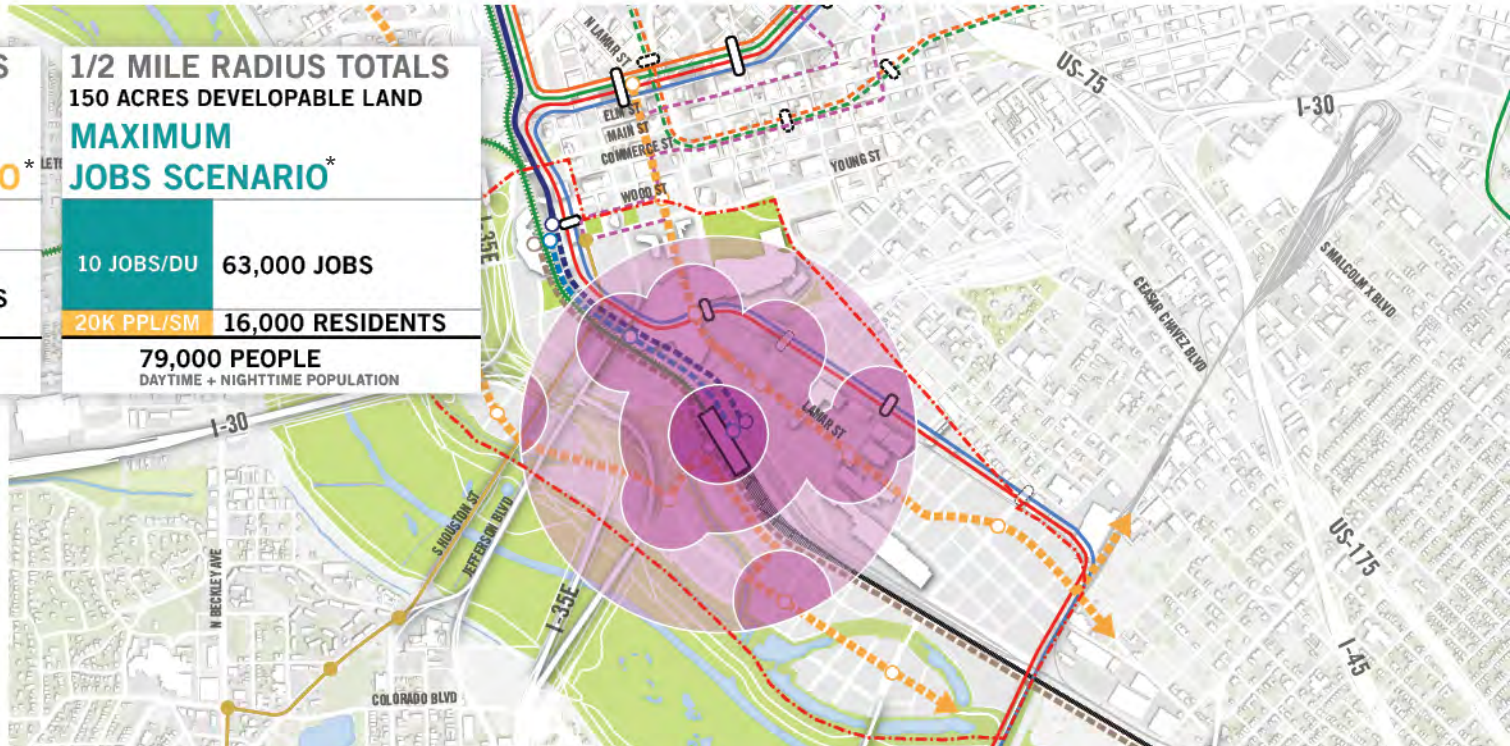 S
O*
S
1/2 MILE RADIUS TOTALS
150 ACRES DEVELOPABLE LAND
MAXIMUM
JOBS SCENARIO*
10 JOBS/DU 63,000 JOBS
20K PPL/SM 16,000 RESIDENTS
79,000 PEOPLE
DAYTIME + NIGHTTIME POPULATION
N LAMAR ST
ELM ST
MAIN ST
COMMERCE ST
YOUNG ST
WOOD ST
US-75
I-30
I-35E
S MALCOLM X BLVD
CEASAR CHAVEZ BLVD
LAMAR ST
I-30
S HOUSTON ST
JEFFERSON BLVD
N BECKLEY AVE
I-35E
COLORADO BLVD
US-175
I-45